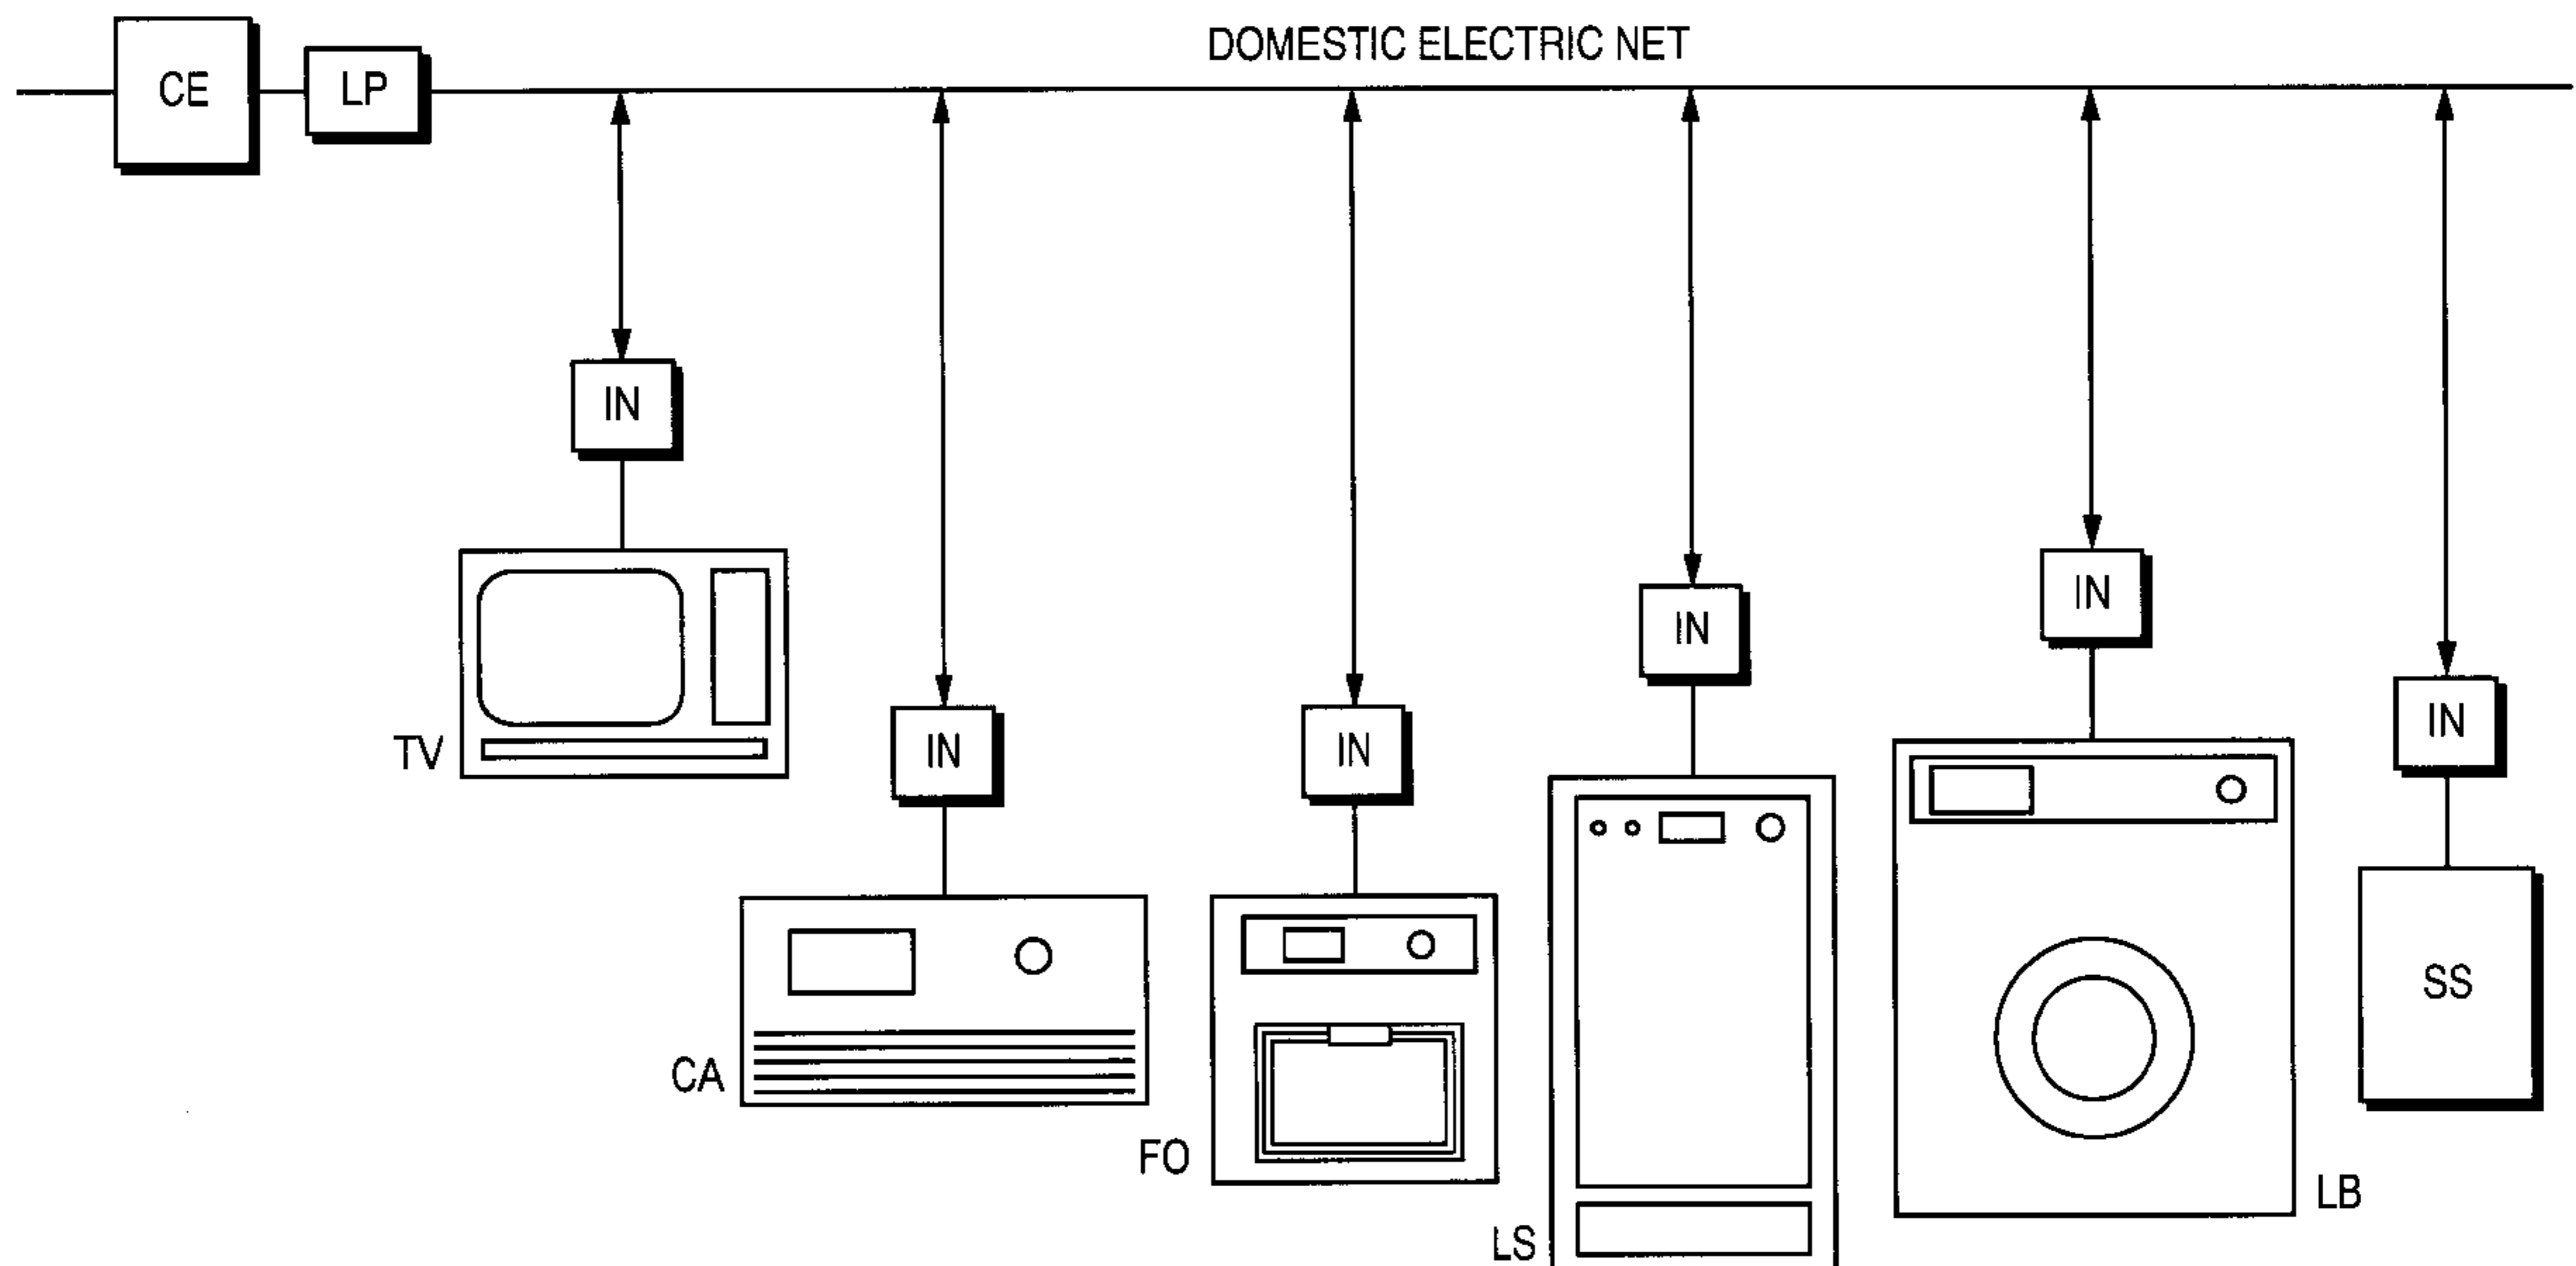 DOMESTIC ELECTRIC NET
CE
LP
IN
IN
IN
IN
IN
IN
TV
CA
FO
LS
LB
SS